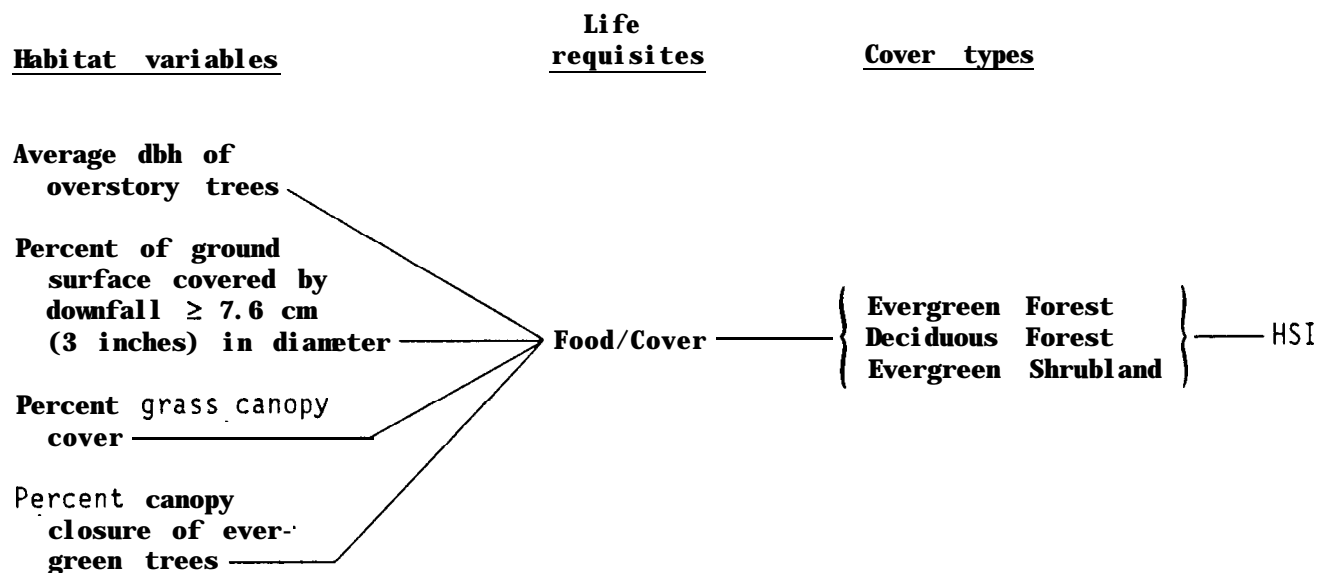 Life
Habitat variables requisites Cover types
Average dbh of
overstory trees
Percent of ground
surface covered by
downfall ≥ 7.6 cm
(3 inches) in diameter
Food/Cover
Evergreen Forest
Deciduous Forest
Evergreen Shrubland
HSI
Percent grass canopy
cover
Percent canopy
closure of ever-
green trees